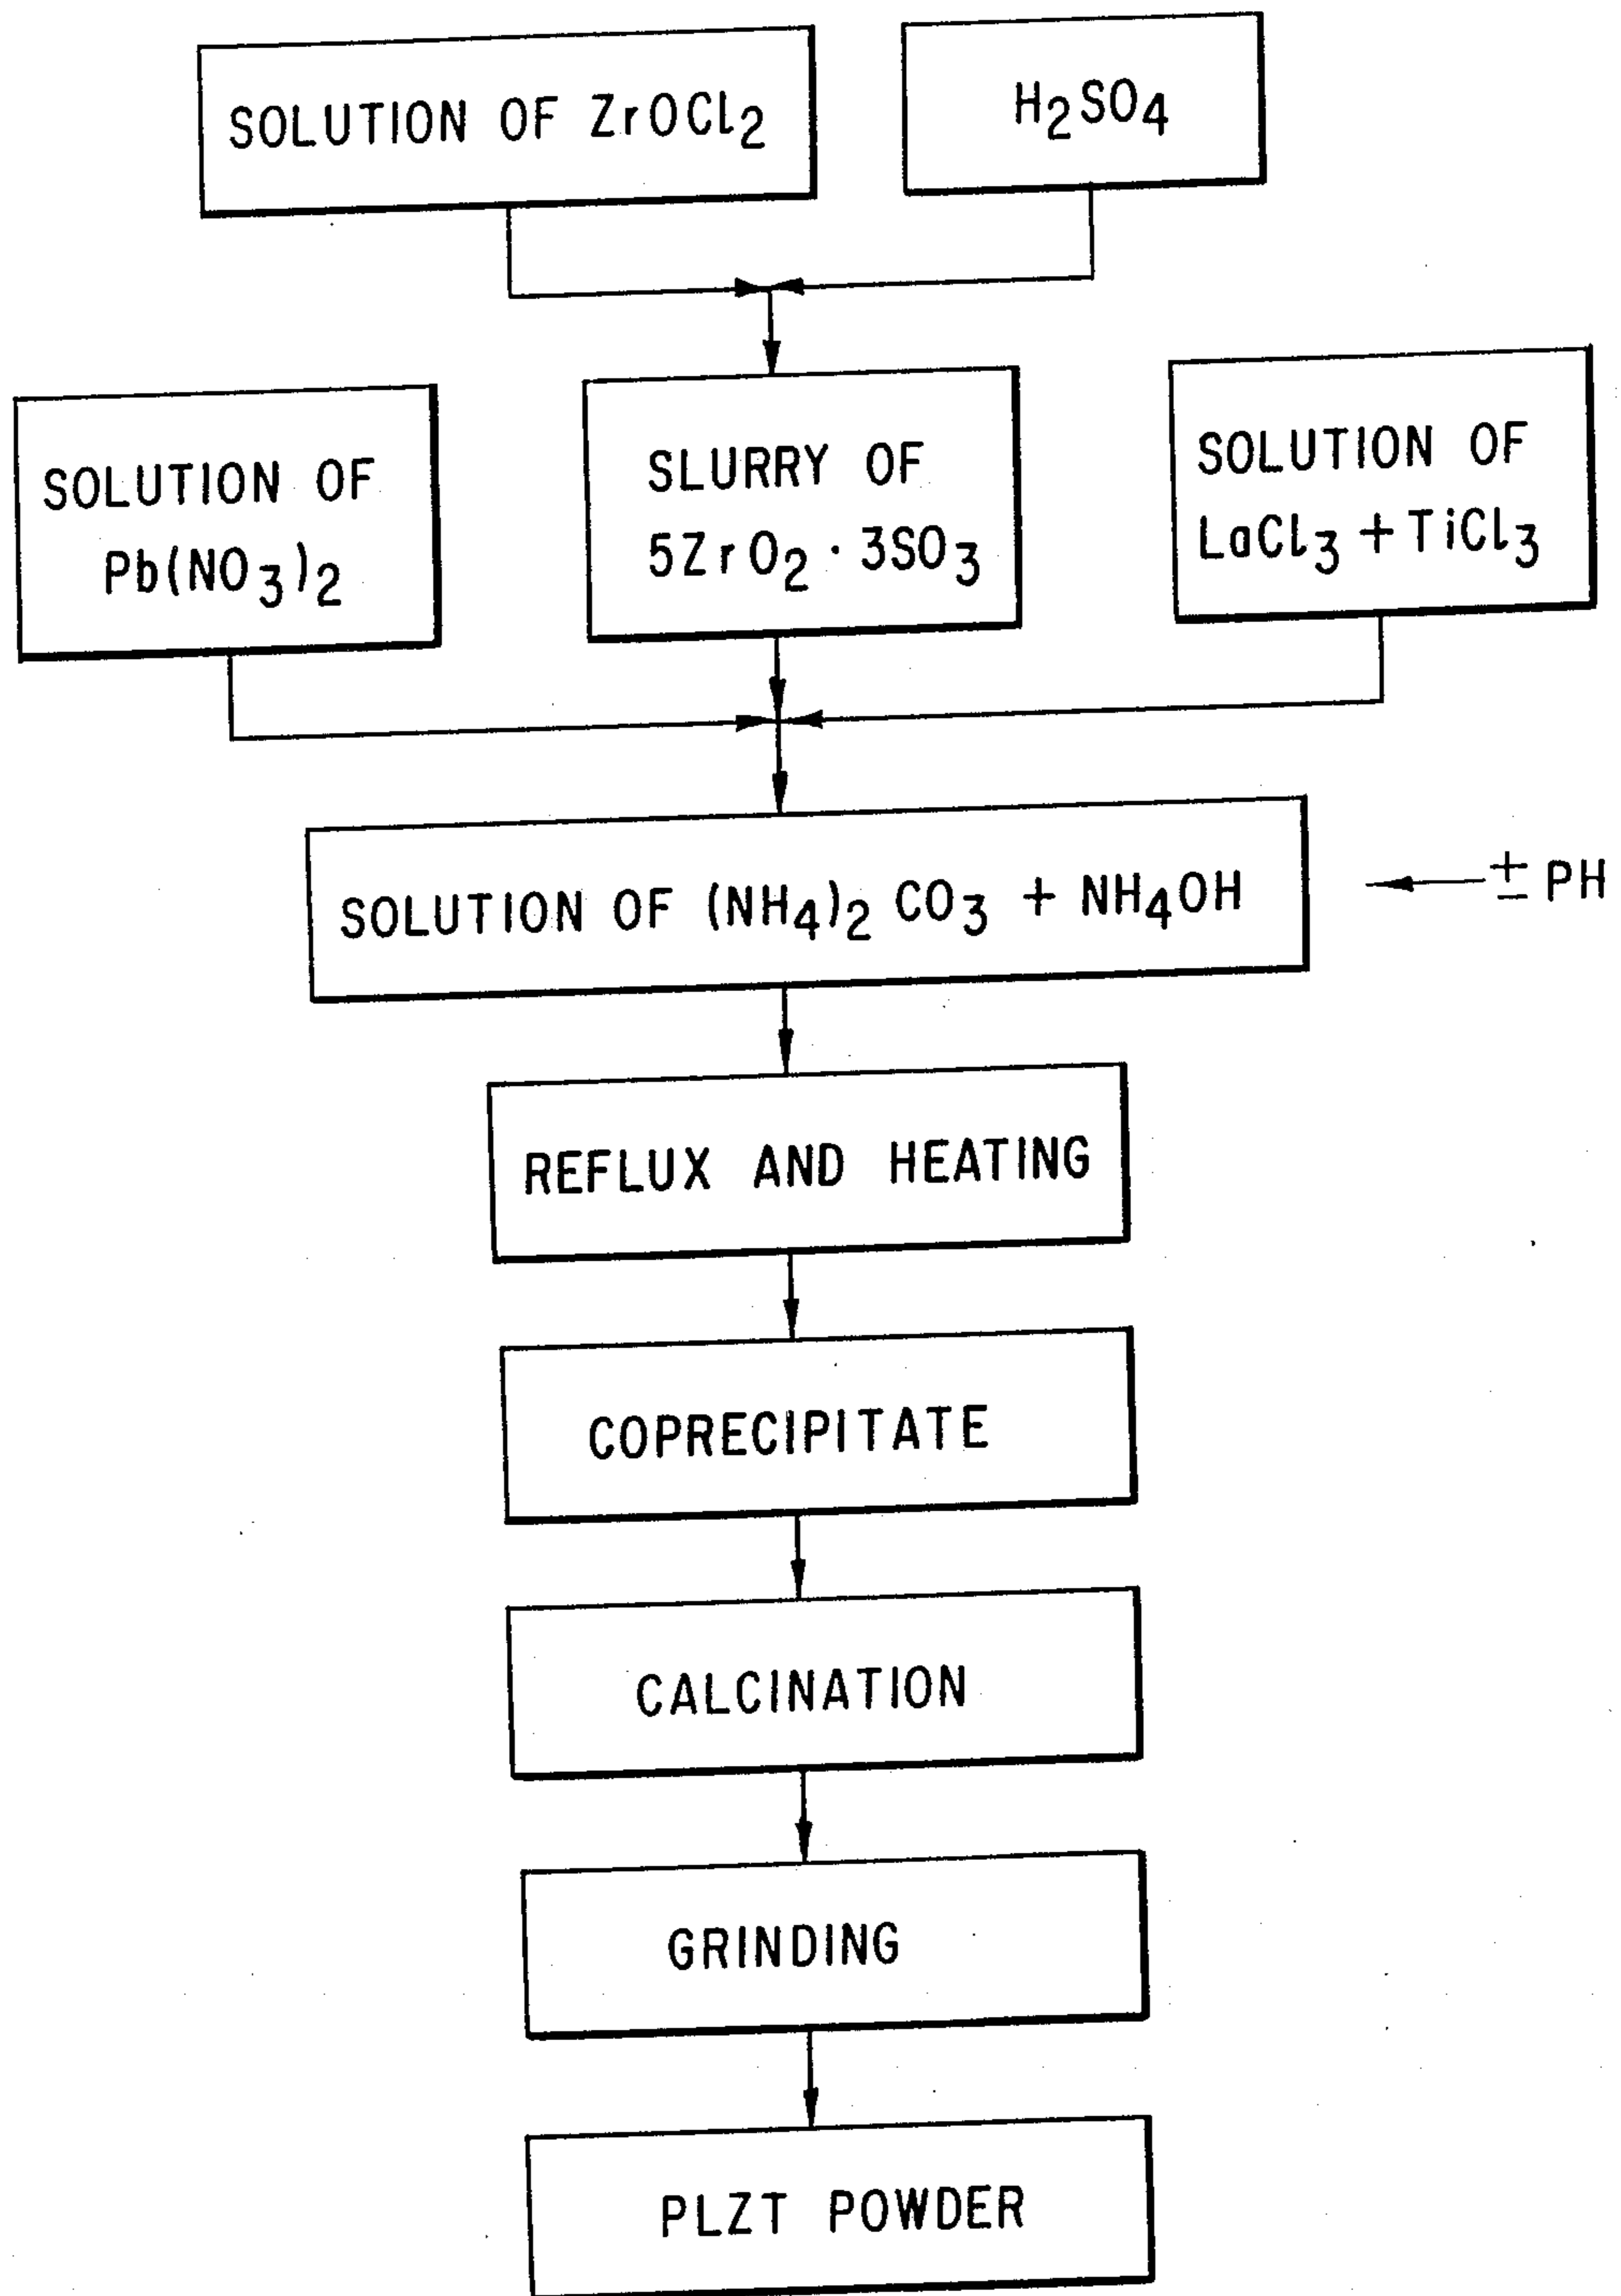 SOLUTION OF ZrOCl2
H2SO4
SOLUTION OF
Pb(NO3)2
SLURRY OF
5ZrO2 · 3SO3
SOLUTION OF
LaCl3 + TiCl3
SOLUTION OF (NH4)2 CO3 + NH4OH
± PH
REFLUX AND HEATING
COPRECIPITATE
CALCINATION
GRINDING
PLZT POWDER